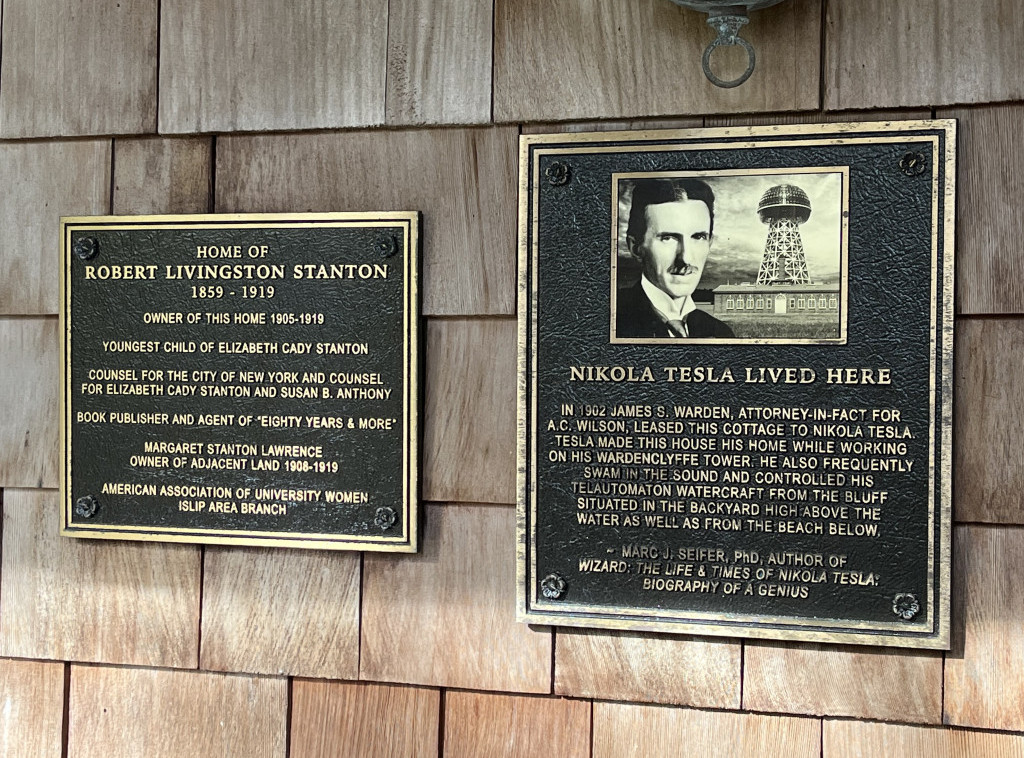 HOME OF
ROBERT LIVINGSTON STANTON
1859 - 1919
OWNER OF THIS HOME 1905-1919
YOUNGEST CHILD OF ELIZABETH CADY STANTON
COUNSEL FOR THE CITY OF NEW YORK AND COUNSEL
FOR ELIZABETH CADY STANTON AND SUSAN B. ANTHONY
BOOK PUBLISHER AND AGENT OF "EIGHTY YEARS & MORE"
MARGARET STANTON LAWRENCE
OWNER OF ADJACENT LAND 1908-1919
AMERICAN ASSOCIATION OF UNIVERSITY WOMEN
ISLIP AREA BRANCH
NIKOLA TESLA LIVED HERE
IN 1902 JAMES S. WARDEN, ATTORNEY-IN-FACT FOR
A.C. WILSON, LEASED THIS COTTAGE TO NIKOLA TESLA.
TESLA MADE THIS HOUSE HIS HOME WHILE WORKING
ON HIS WARDENCLYFFE TOWER. HE ALSO FREQUENTLY
SWAM IN THE SOUND AND CONTROLLED HIS
TELAUTOMATON WATERCRAFT FROM THE BLUFF
SITUATED IN THE BACKYARD HIGH ABOVE THE
WATER AS WELL AS FROM THE BEACH BELOW.
~ MARC J. SEIFER, PhD, AUTHOR OF
WIZARD: THE LIFE & TIMES OF NIKOLA TESLA:
BIOGRAPHY OF A GENIUS